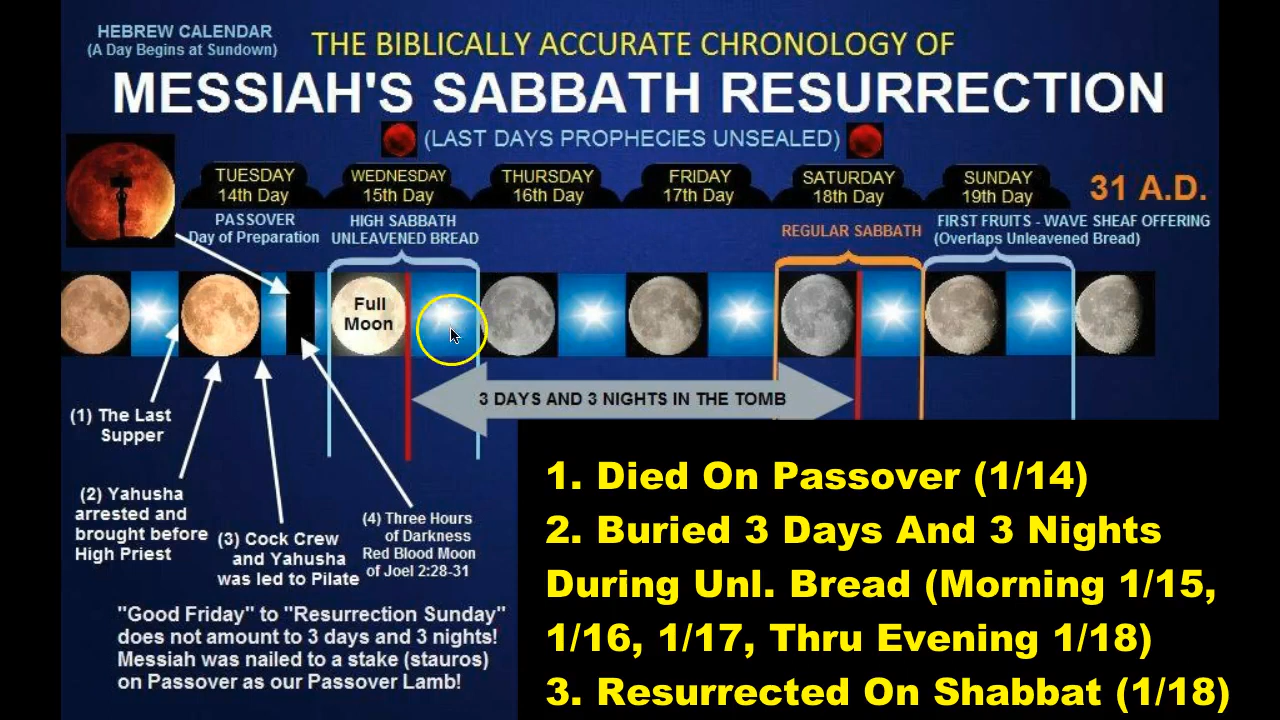 HEBREW CALENDAR
(A Day Begins at Sundown)
THE BIBLICALLY ACCURATE CHRONOLOGY OF
MESSIAH'S SABBATH RESURRECTION
(LAST DAYS PROPHECIES UNSEALED)
TUESDAY
14th Day
WEDNESDAY
15th Day
THURSDAY
16th Day
FRIDAY
17th Day
SATURDAY
18th Day
SUNDAY
19th Day
31 A.D.
PASSOVER
Day of Preparation
HIGH SABBATH
UNLEAVENED BREAD
REGULAR SABBATH
FIRST FRUITS - WAVE SHEAF OFFERING
(Overlaps Unleavened Bread)
Full
Moon
3 DAYS AND 3 NIGHTS IN THE TOMB
(1) The Last
Supper
(2) Yahusha
arrested and
brought before
High Priest
(3) Cock Crew
and Yahusha
was led to Pilate
(4) Three Hours
of Darkness
Red Blood Moon
of Joel 2:28-31
"Good Friday" to "Resurrection Sunday"
does not amount to 3 days and 3 nights!
Messiah was nailed to a stake (stauros)
on Passover as our Passover Lamb!
1. Died On Passover (1/14)
2. Buried 3 Days And 3 Nights
During Unl. Bread (Morning 1/15,
1/16, 1/17, Thru Evening 1/18)
3. Resurrected On Shabbat (1/18)